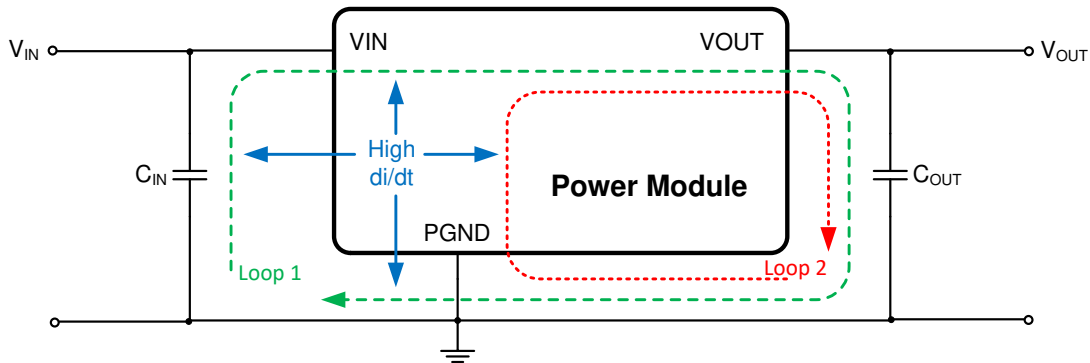 VIN
VIN
VOUT
VOUT
High
di/dt
CIN
Power Module
COUT
PGND
Loop 1
Loop 2